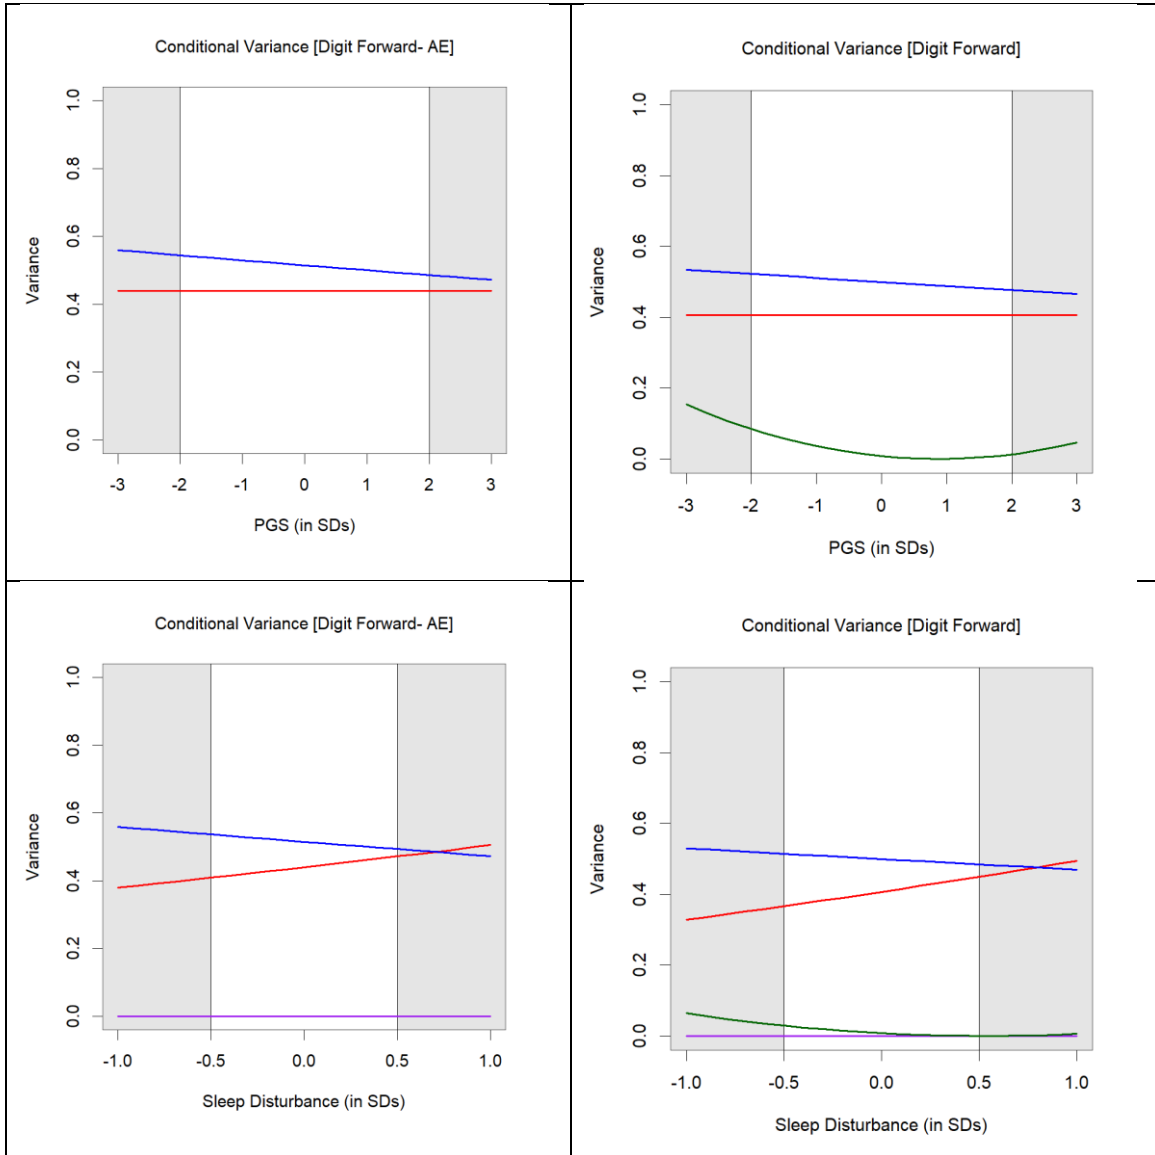 Conditional Variance [Digit Forward- AE]
Variance
1.0
0.8
0.6
0.4
0.2
0.0
-3 -2 -1 0 1 2 3
PGS (in SDs)
Conditional Variance [Digit Forward]
Variance
1.0
0.8
0.6
0.4
0.2
0.0
-3 -2 -1 0 1 2 3
PGS (in SDs)
Conditional Variance [Digit Forward- AE]
Variance
1.0
0.8
0.6
0.4
0.2
0.0
-1.0 -0.5 0.0 0.5 1.0
Sleep Disturbance (in SDs)
Conditional Variance [Digit Forward]
Variance
1.0
0.8
0.6
0.4
0.2
0.0
-1.0 -0.5 0.0 0.5 1.0
Sleep Disturbance (in SDs)